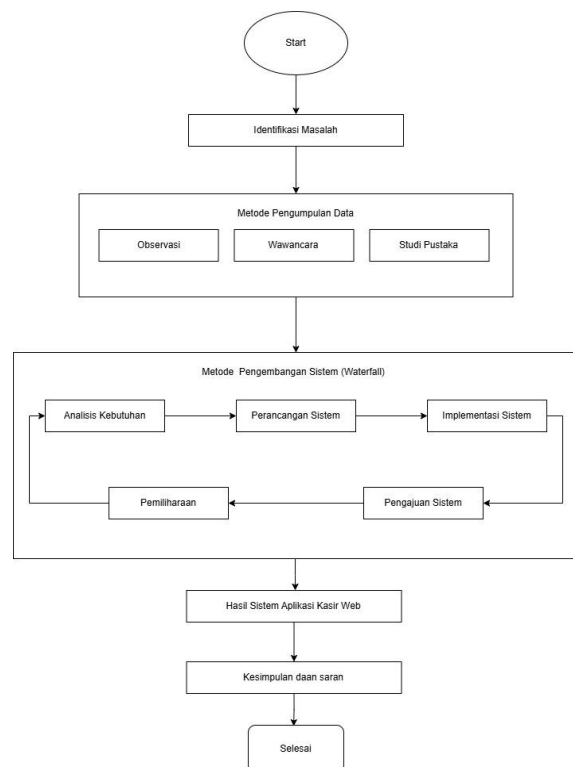 Start
Identifikasi Masalah
Metode Pengumpulan Data
Observasi
Wawancara
Studi Pustaka
Metode Pengembangan Sistem (Waterfall)
Analisis Kebutuhan
Perancangan Sistem
Implementasi Sistem
Pemiliharaan
Pengajuan Sistem
Hasil Sistem Aplikasi Kasir Web
Kesimpulan daan saran
Selesai